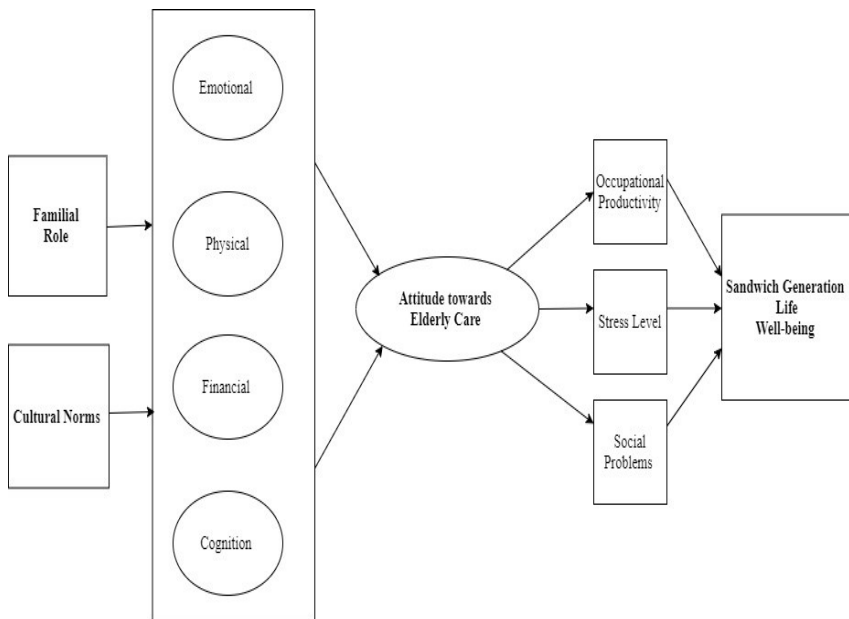 Familial
Role
Cultural Norms
Emotional
Physical
Financial
Cognition
Attitude towards
Elderly Care
Occupational
Productivity
Stress Level
Social
Problems
Sandwich Generation
Life
Well-being